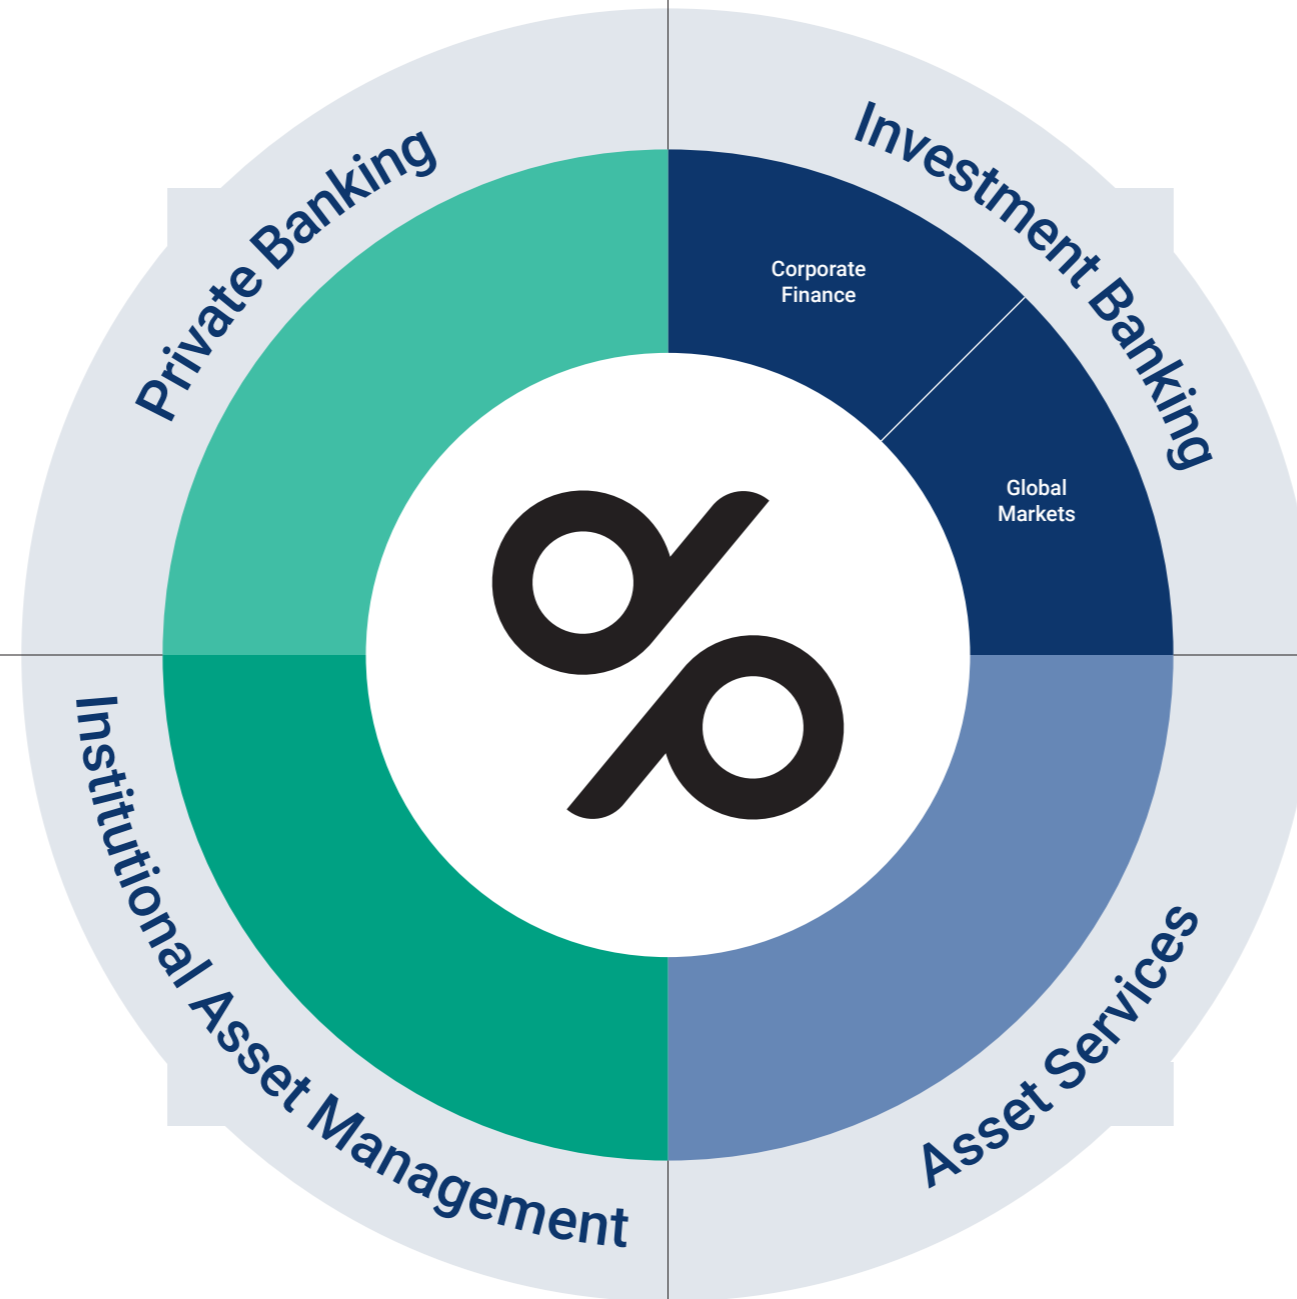 Private Banking
Investment Banking
Corporate
Finance
Global
Markets
Institutional Asset Management
Asset Services